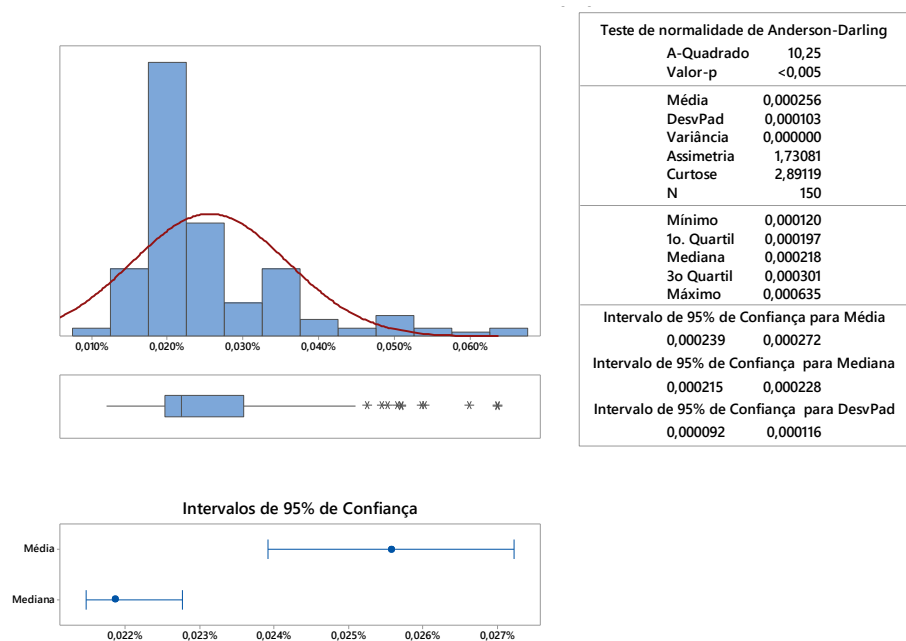 Teste de normalidade de Anderson-Darling
A-Quadrado 10,25
Valor-p <0,005
Média 0,000256
DesvPad 0,000103
Variância 0,000000
Assimetria 1,73081
Curtose 2,89119
N 150
Mínimo 0,000120
1o. Quartil 0,000197
Mediana 0,000218
3o Quartil 0,000301
Máximo 0,000635
Intervalo de 95% de Confiança para Média
0,000239 0,000272
Intervalo de 95% de Confiança para Mediana
0,000215 0,000228
Intervalo de 95% de Confiança para DesvPad
0,000092 0,000116
0,010% 0,020% 0,030% 0,040% 0,050% 0,060%
Intervalos de 95% de Confiança
Média
Mediana
0,022% 0,023% 0,024% 0,025% 0,026% 0,027%